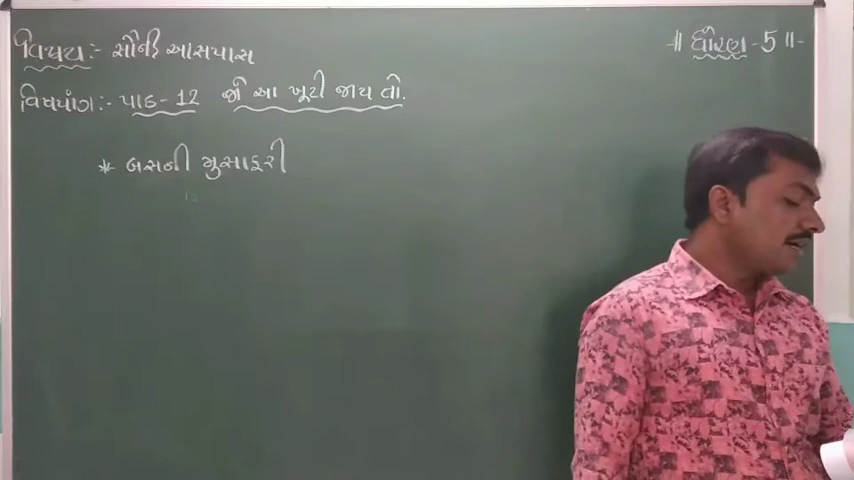 વિષય :- સૌની આસપાસ
॥ ધોરણ - 5 ॥
વિષયાંગ :- પાઠ - 12 જો આ ખૂટી જાય તો.
* બસની મુસાફરી